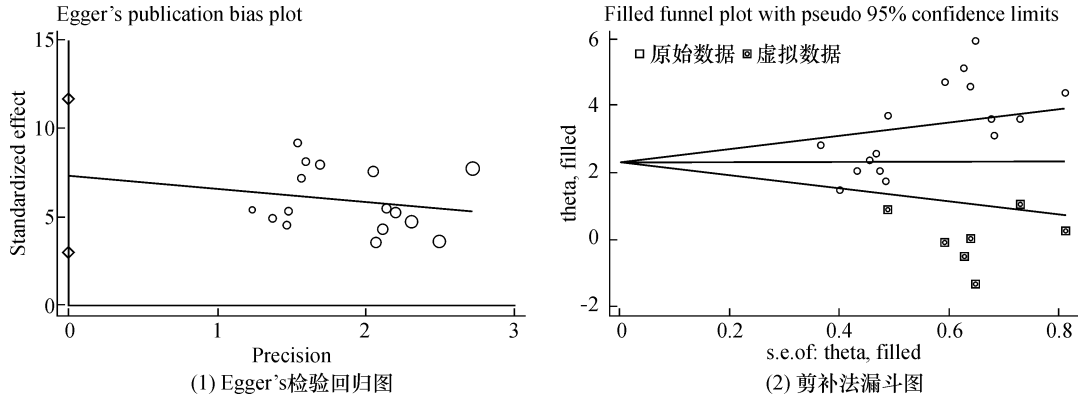 Egger's publication bias plot
15
10
5
0
Standardized effect
0
1
2
3
Precision
(1) Egger's检验回归图
Filled funnel plot with pseudo 95% confidence limits
6
4
2
0
-2
theta, filled
原始数据 虚拟数据
0
0.2
0.4
0.6
0.8
s.e.of: theta, filled
(2) 剪补法漏斗图